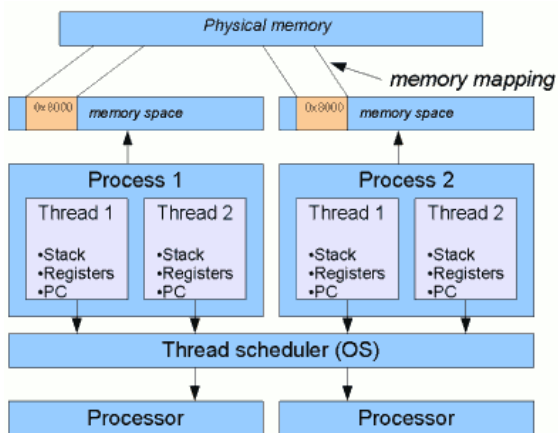 Physical memory
memory mapping
0x8000 memory space
0x8000 memory space
Process 1
Process 2
Thread 1
Thread 2
Thread 1
Thread 2
•Stack
•Registers
•PC
•Stack
•Registers
•PC
•Stack
•Registers
•PC
•Stack
•Registers
•PC
Thread scheduler (OS)
Processor
Processor